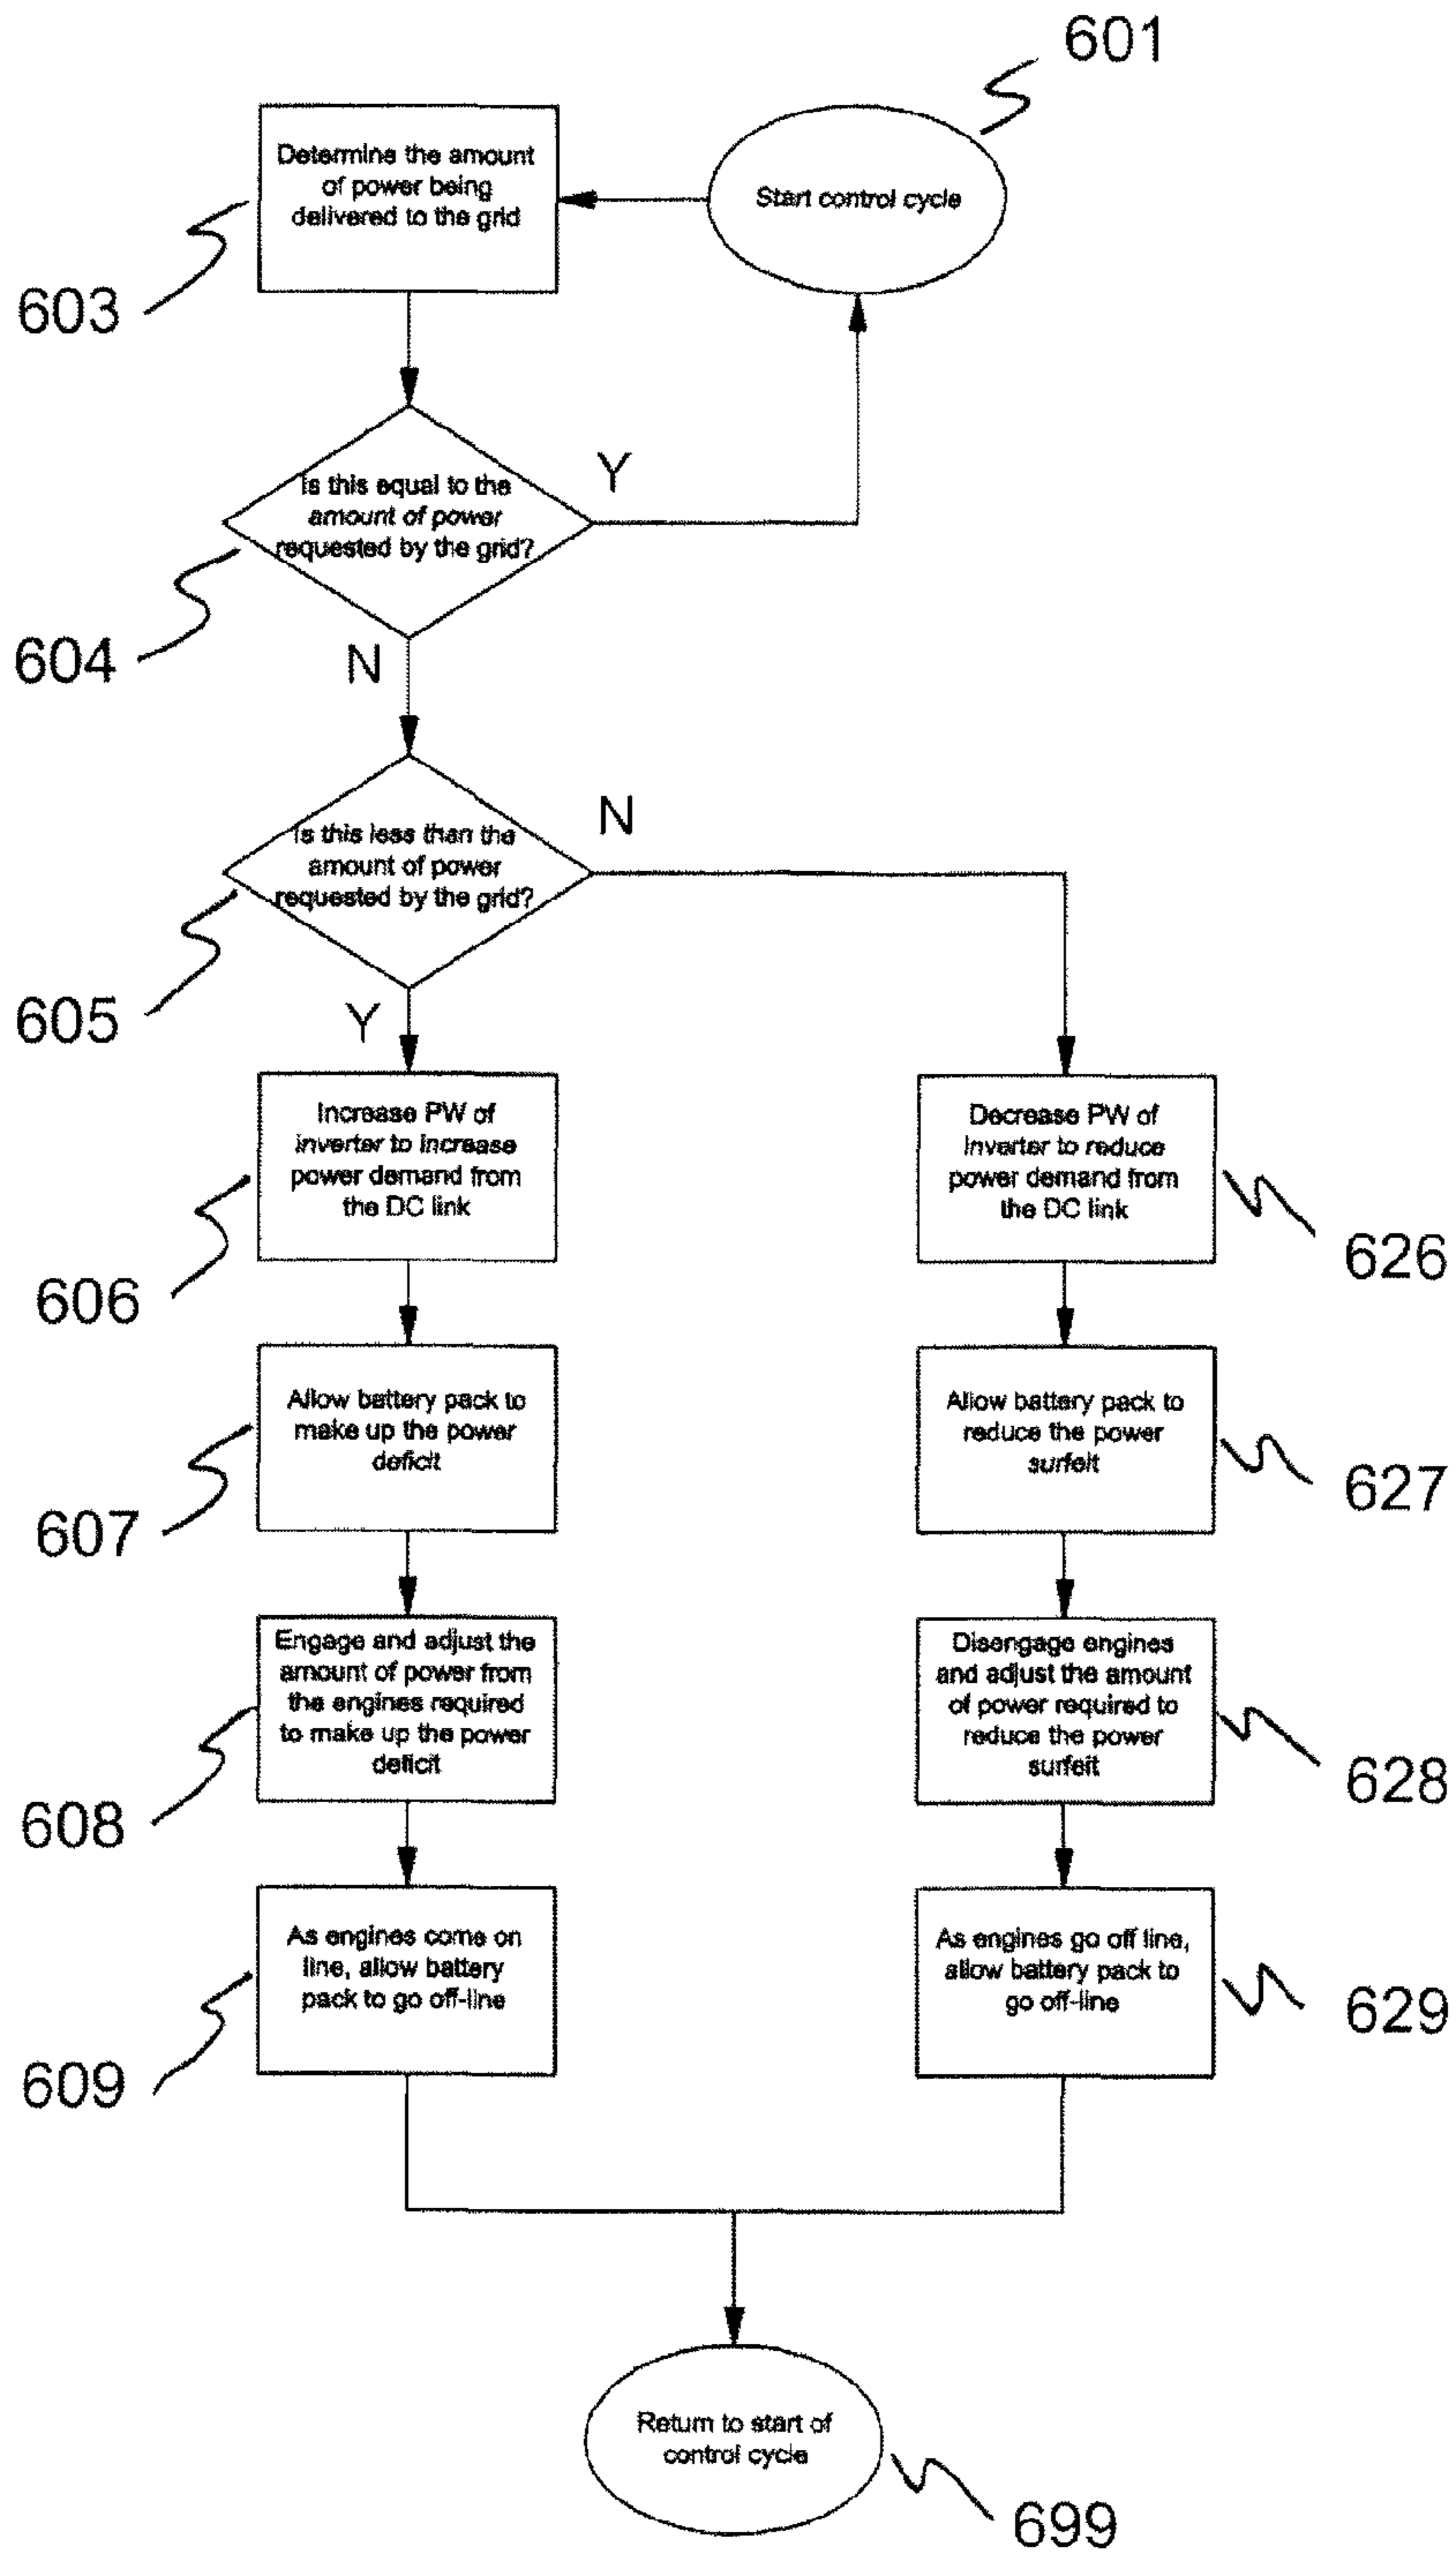 601
Determine the amount
of power being
delivered to the grid
Start control cycle
603
Is this equal to the
amount of power
requested by the grid?
Y
604
N
Is this less than the
amount of power
requested by the grid?
N
605
Y
Increase PW of
inverter to increase
power demand from
the DC link
Decrease PW of
inverter to reduce
power demand from
the DC link
606
626
Allow battery pack to
make up the power
deficit
Allow battery pack to
reduce the power
surfeit
607
627
Engage and adjust the
amount of power from
the engines required
to make up the power
deficit
Disengage engines
and adjust the amount
of power required to
reduce the power
surfeit
608
628
As engines come on
line, allow battery
pack to go off-line
As engines go off line,
allow battery pack to
go off-line
609
629
Return to start of
control cycle
699